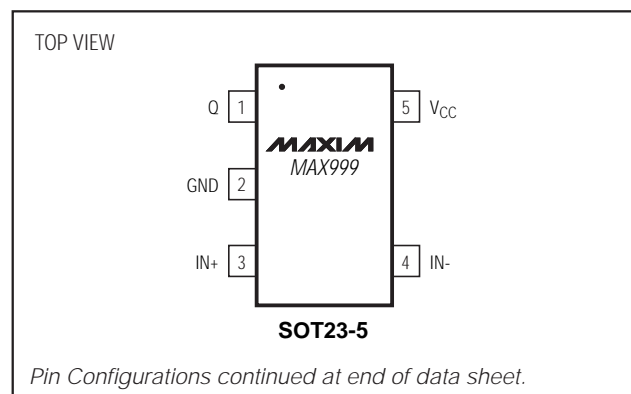 TOP VIEW
Q 1
5 VCC
MAXIM
MAX999
GND 2
IN+ 3
4 IN-
SOT23-5
Pin Configurations continued at end of data sheet.